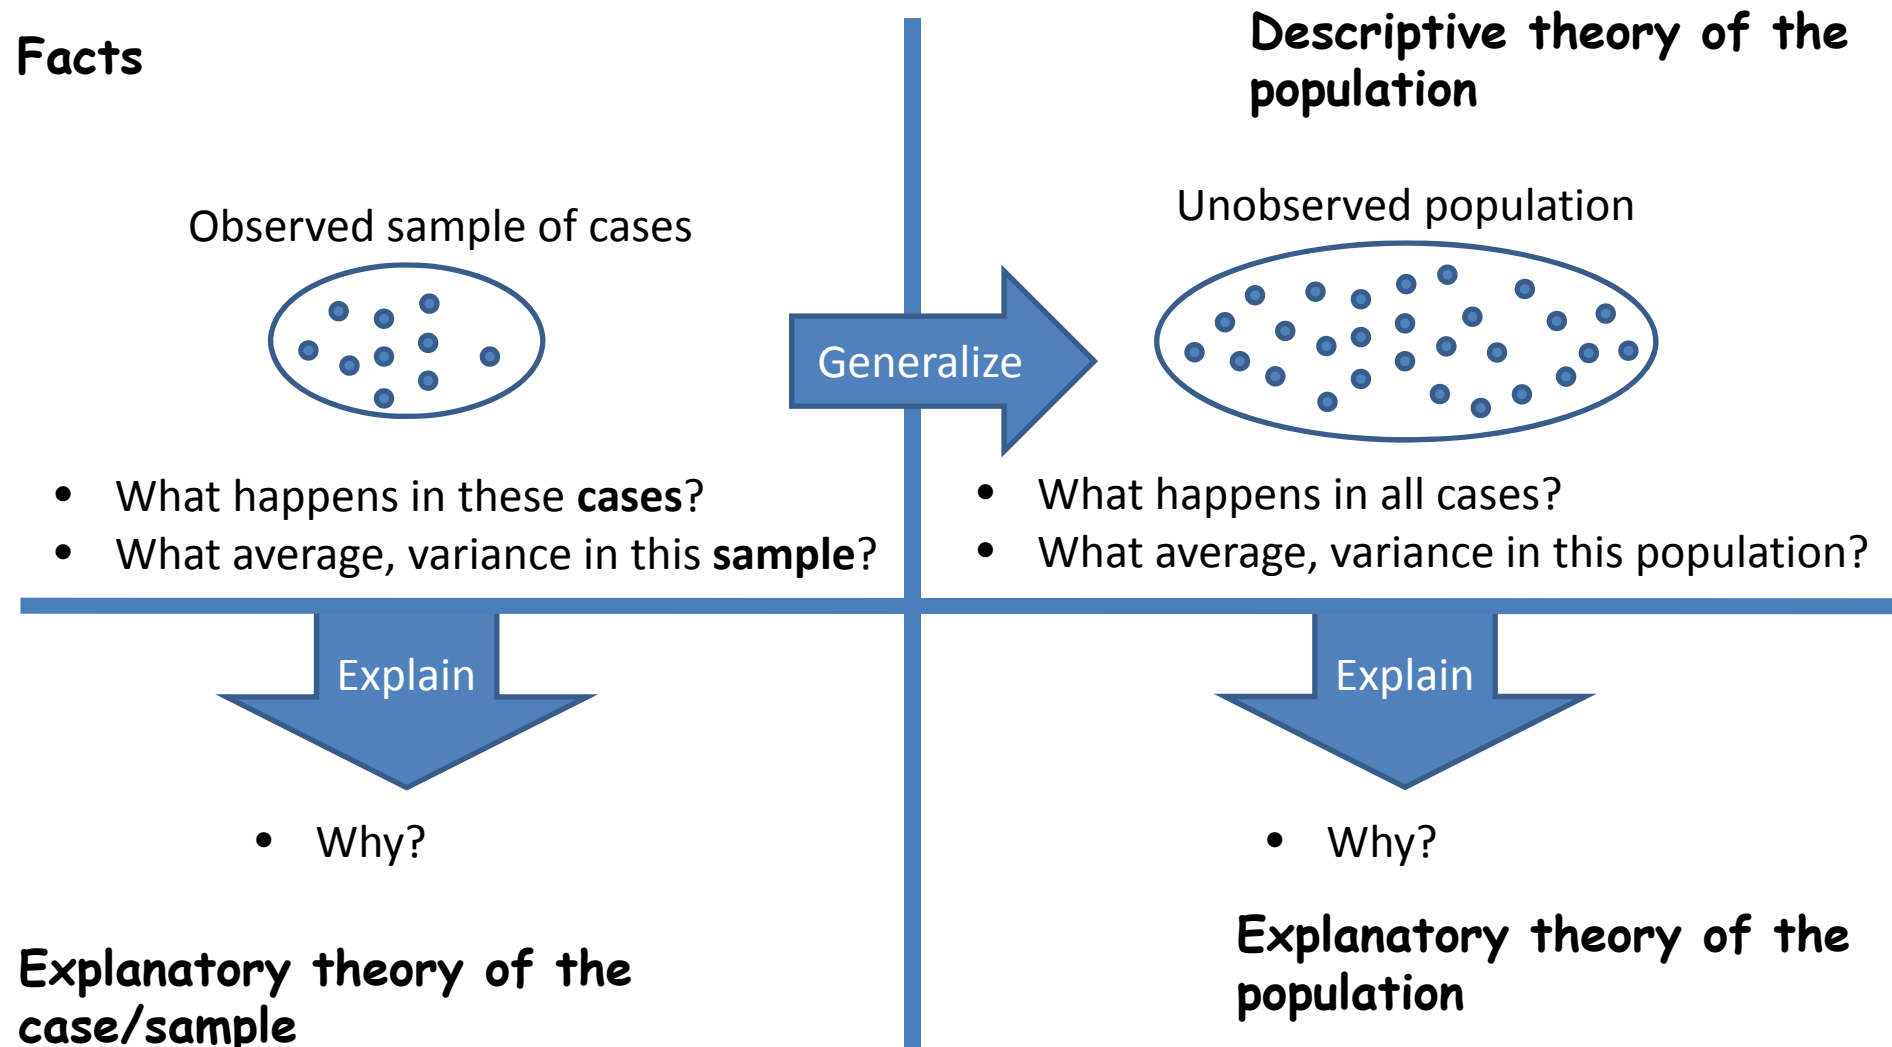 Facts
Observed sample of cases
• What happens in these cases?
• What average, variance in this sample?
Generalize
Descriptive theory of the
population
Unobserved population
• What happens in all cases?
• What average, variance in this population?
Explain
• Why?
Explanatory theory of the
case/sample
Explain
• Why?
Explanatory theory of the
population